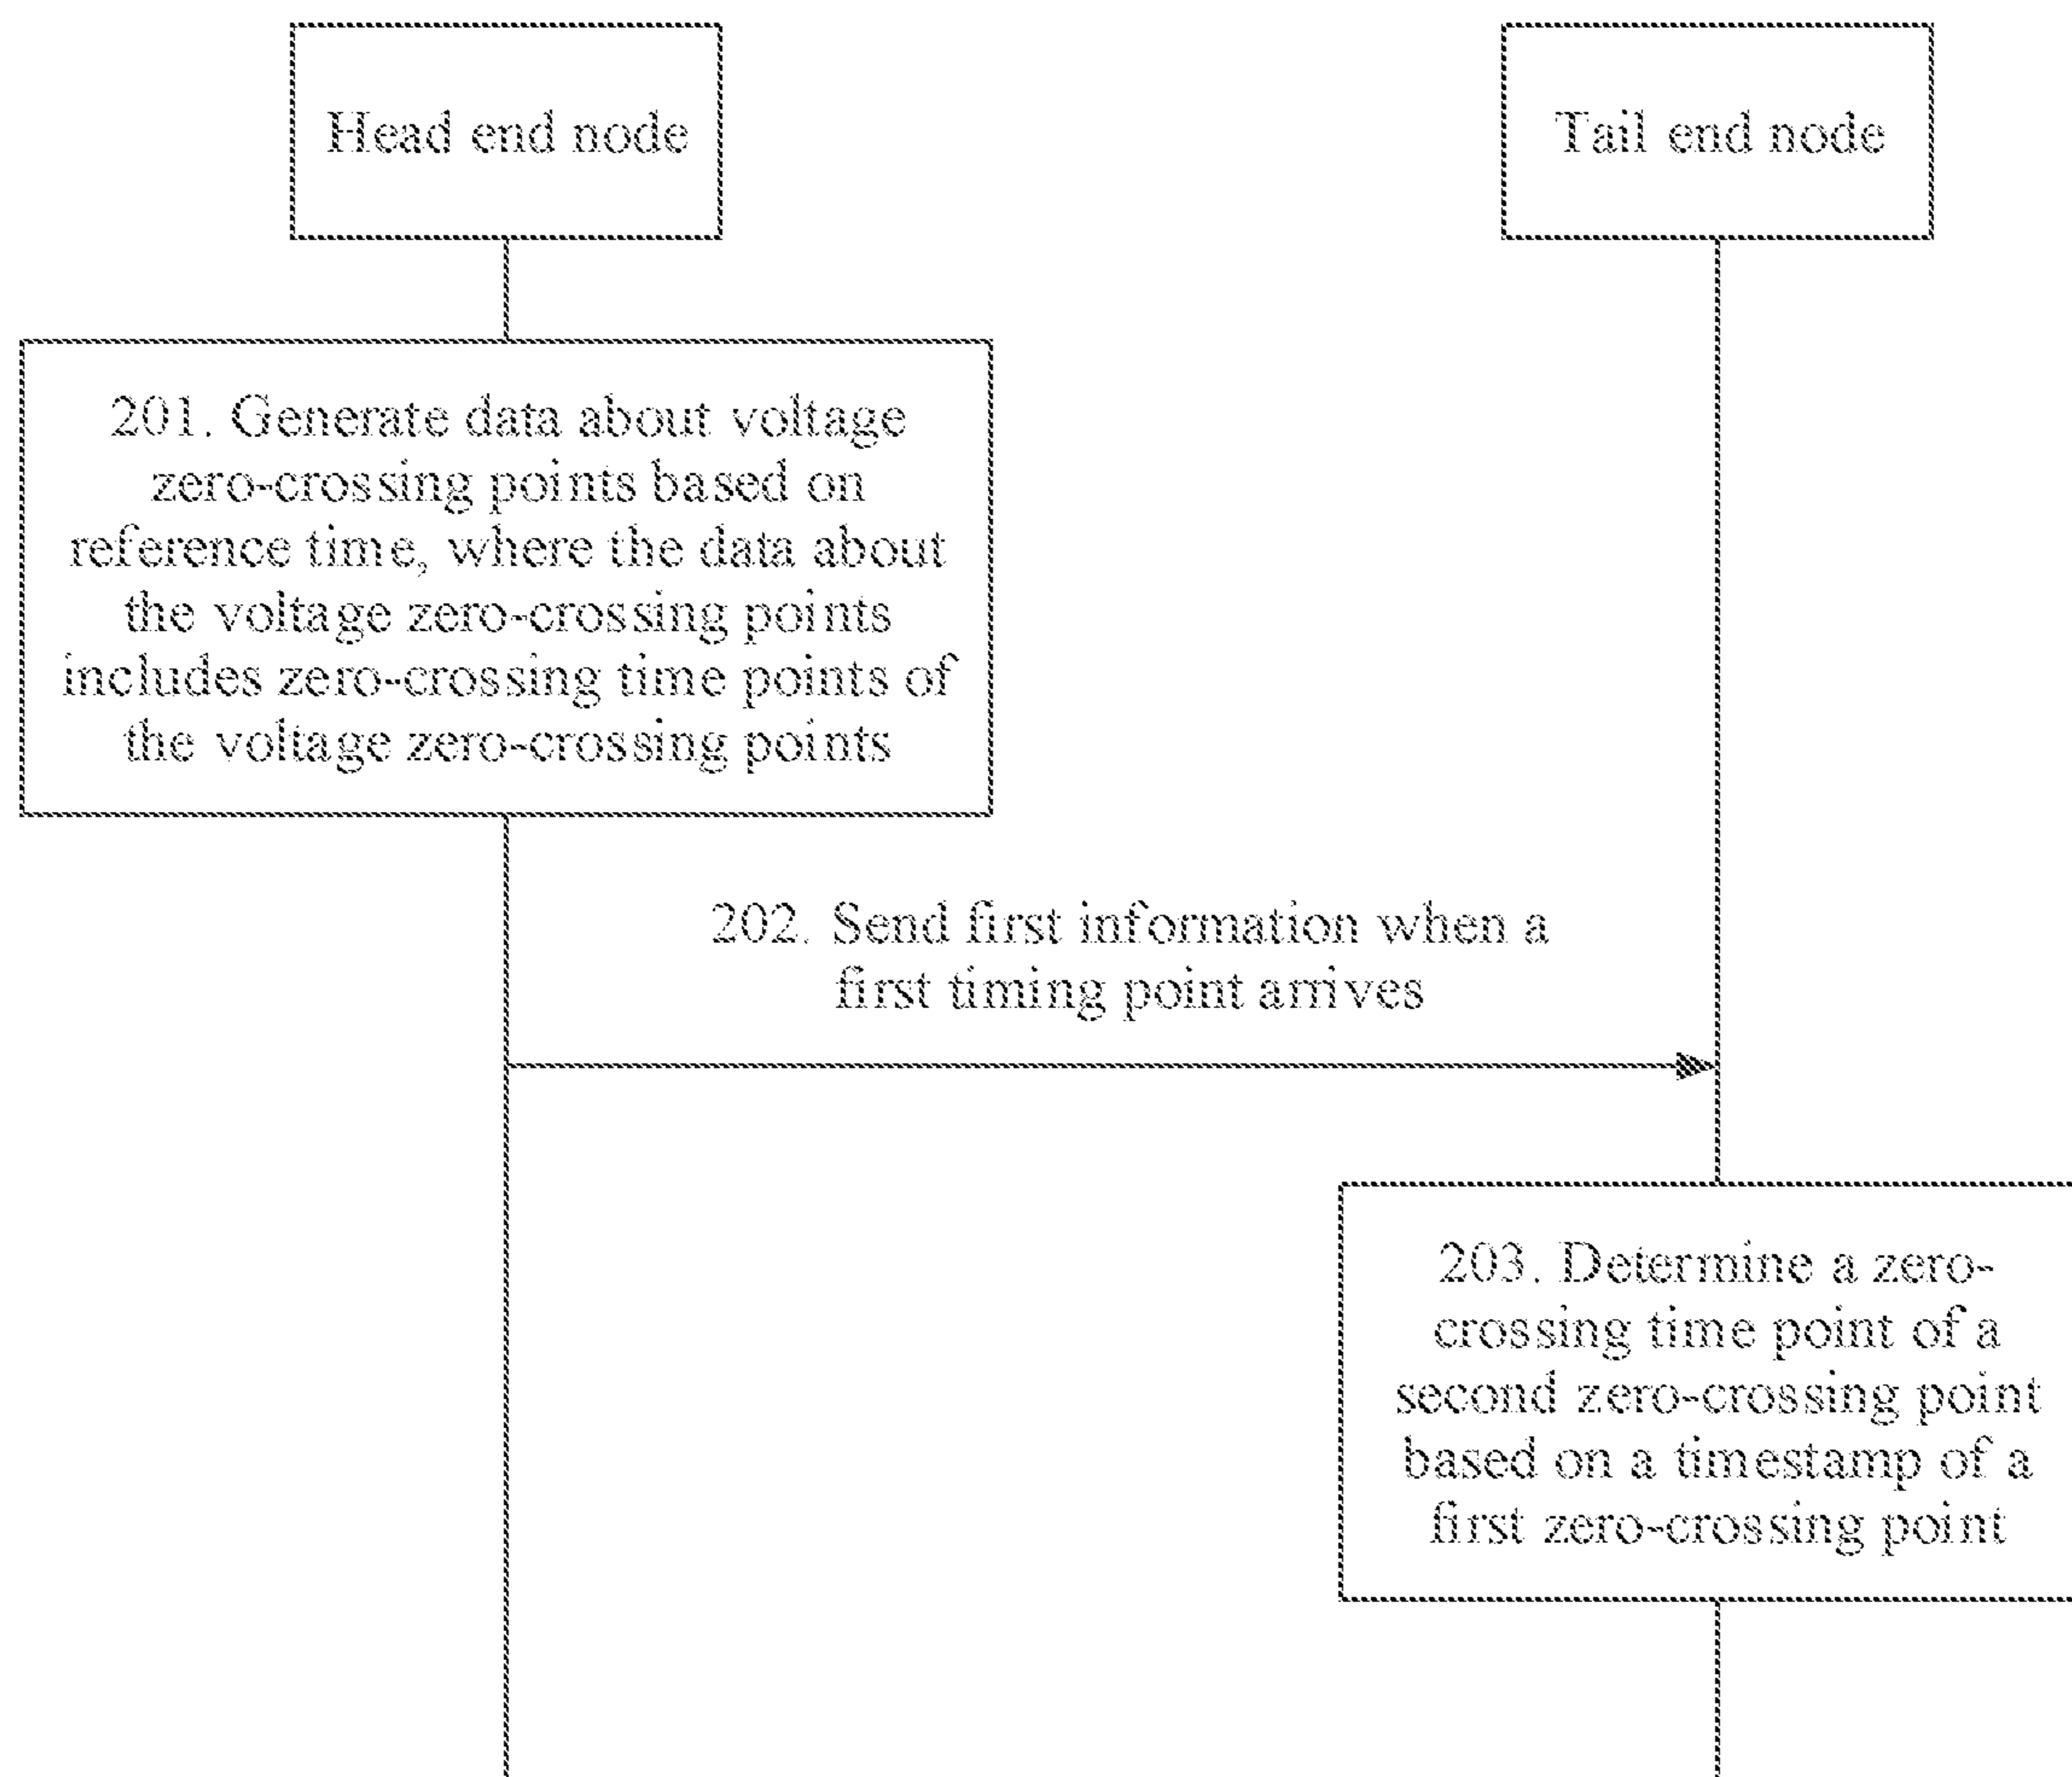 Head end node
Tail end node
201. Generate data about voltage
zero-crossing points based on
reference time, where the data about
the voltage zero-crossing points
includes zero-crossing time points of
the voltage zero-crossing points
202. Send first information when a
first timing point arrives
203. Determine a zero-
crossing time point of a
second zero-crossing point
based on a timestamp of a
first zero-crossing point